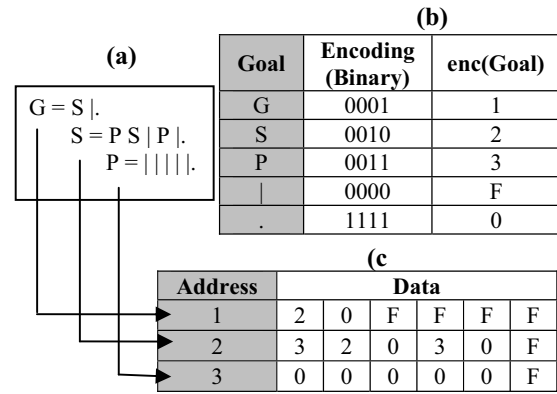 (b)
(a)
Goal Encoding (Binary) enc(Goal)
G 0001 1
S 0010 2
P 0011 3
| 0000 F
. 1111 0
G = S |.
S = P S | P |.
P = | | | | |.
(c
Address Data
1 2 0 F F F F
2 3 2 0 3 0 F
3 0 0 0 0 0 F